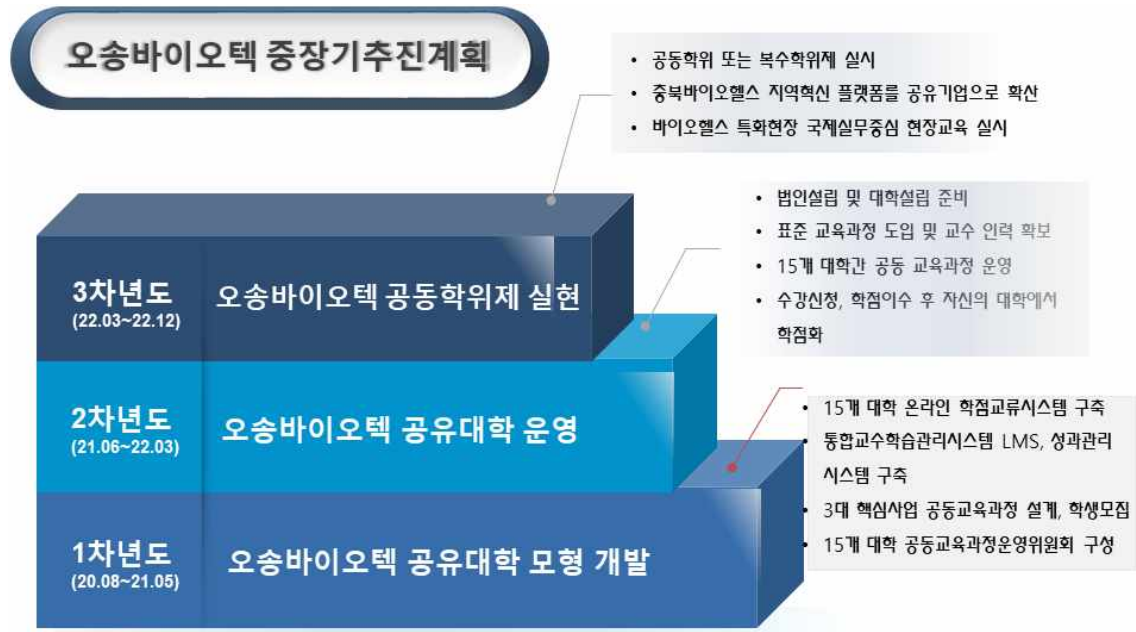 오송바이오텍 중장기추진계획
• 공동학위 또는 복수학위제 실시
• 충북바이오헬스 지역혁신 플랫폼를 공유기업으로 확산
• 바이오헬스 특화현장 국제실무중심 현장교육 실시
• 법인설립 및 대학설립 준비
• 표준 교육과정 도입 및 교수 인력 확보
• 15개 대학간 공동 교육과정 운영
• 수강신청, 학점이수 후 자신의 대학에서
학점화
3차년도
(22.03~22.12)
오송바이오텍 공동학위제 실현
2차년도
(21.06~22.03)
오송바이오텍 공유대학 운영
• 15개 대학 온라인 학점교류시스템 구축
• 통합교수학습관리시스템 LMS, 성과관리
시스템 구축
• 3대 핵심사업 공동교육과정 설계, 학생모집
• 15개 대학 공동교육과정운영위원회 구성
1차년도
(20.08~21.05)
오송바이오텍 공유대학 모형 개발